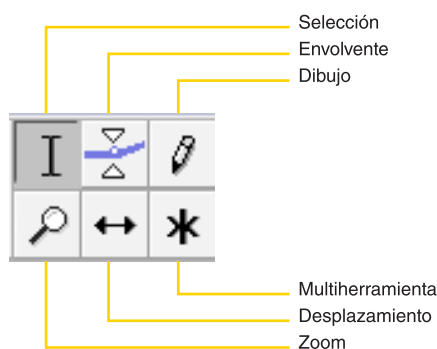 Selección
Envolvente
Dibujo
Multiherramienta
Desplazamiento
Zoom